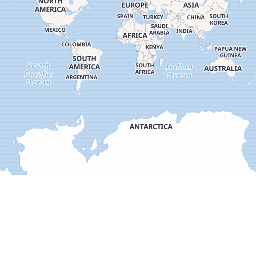 NORTH
AMERICA
EUROPE
ASIA
SPAIN
TURKEY
CHINA
SOUTH
KOREA
MEXICO
SAUDI
ARABIA
INDIA
AFRICA
COLOMBIA
KENYA
PAPUA NEW
GUINEA
SOUTH
AMERICA
South
Pacific
Ocean
SOUTH
AFRICA
Indian
Ocean
AUSTRALIA
ARGENTINA
ANTARCTICA